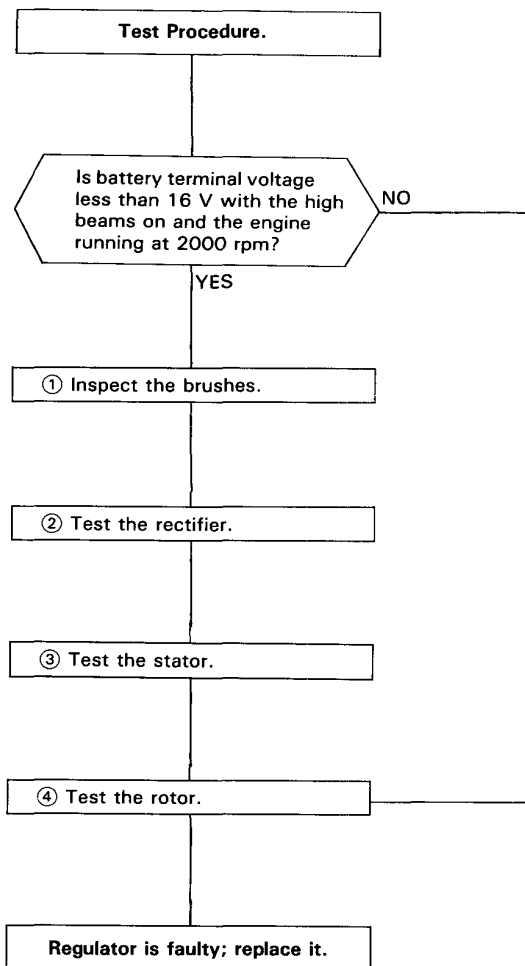 Test Procedure.
Is battery terminal voltage
less than 16 V with the high
beams on and the engine
running at 2000 rpm?
NO
YES
① Inspect the brushes.
② Test the rectifier.
③ Test the stator.
④ Test the rotor.
Regulator is faulty; replace it.